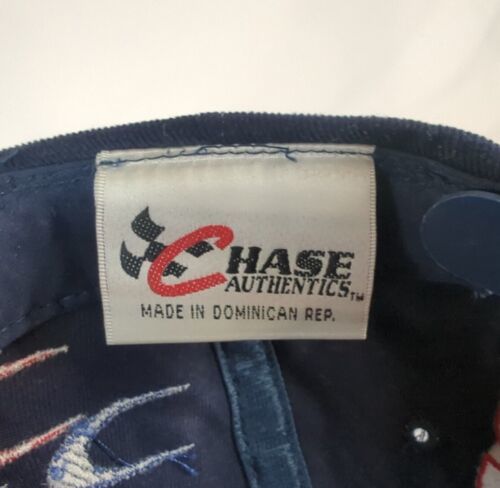 CHASE
AUTHENTICS™
MADE IN DOMINICAN REP.